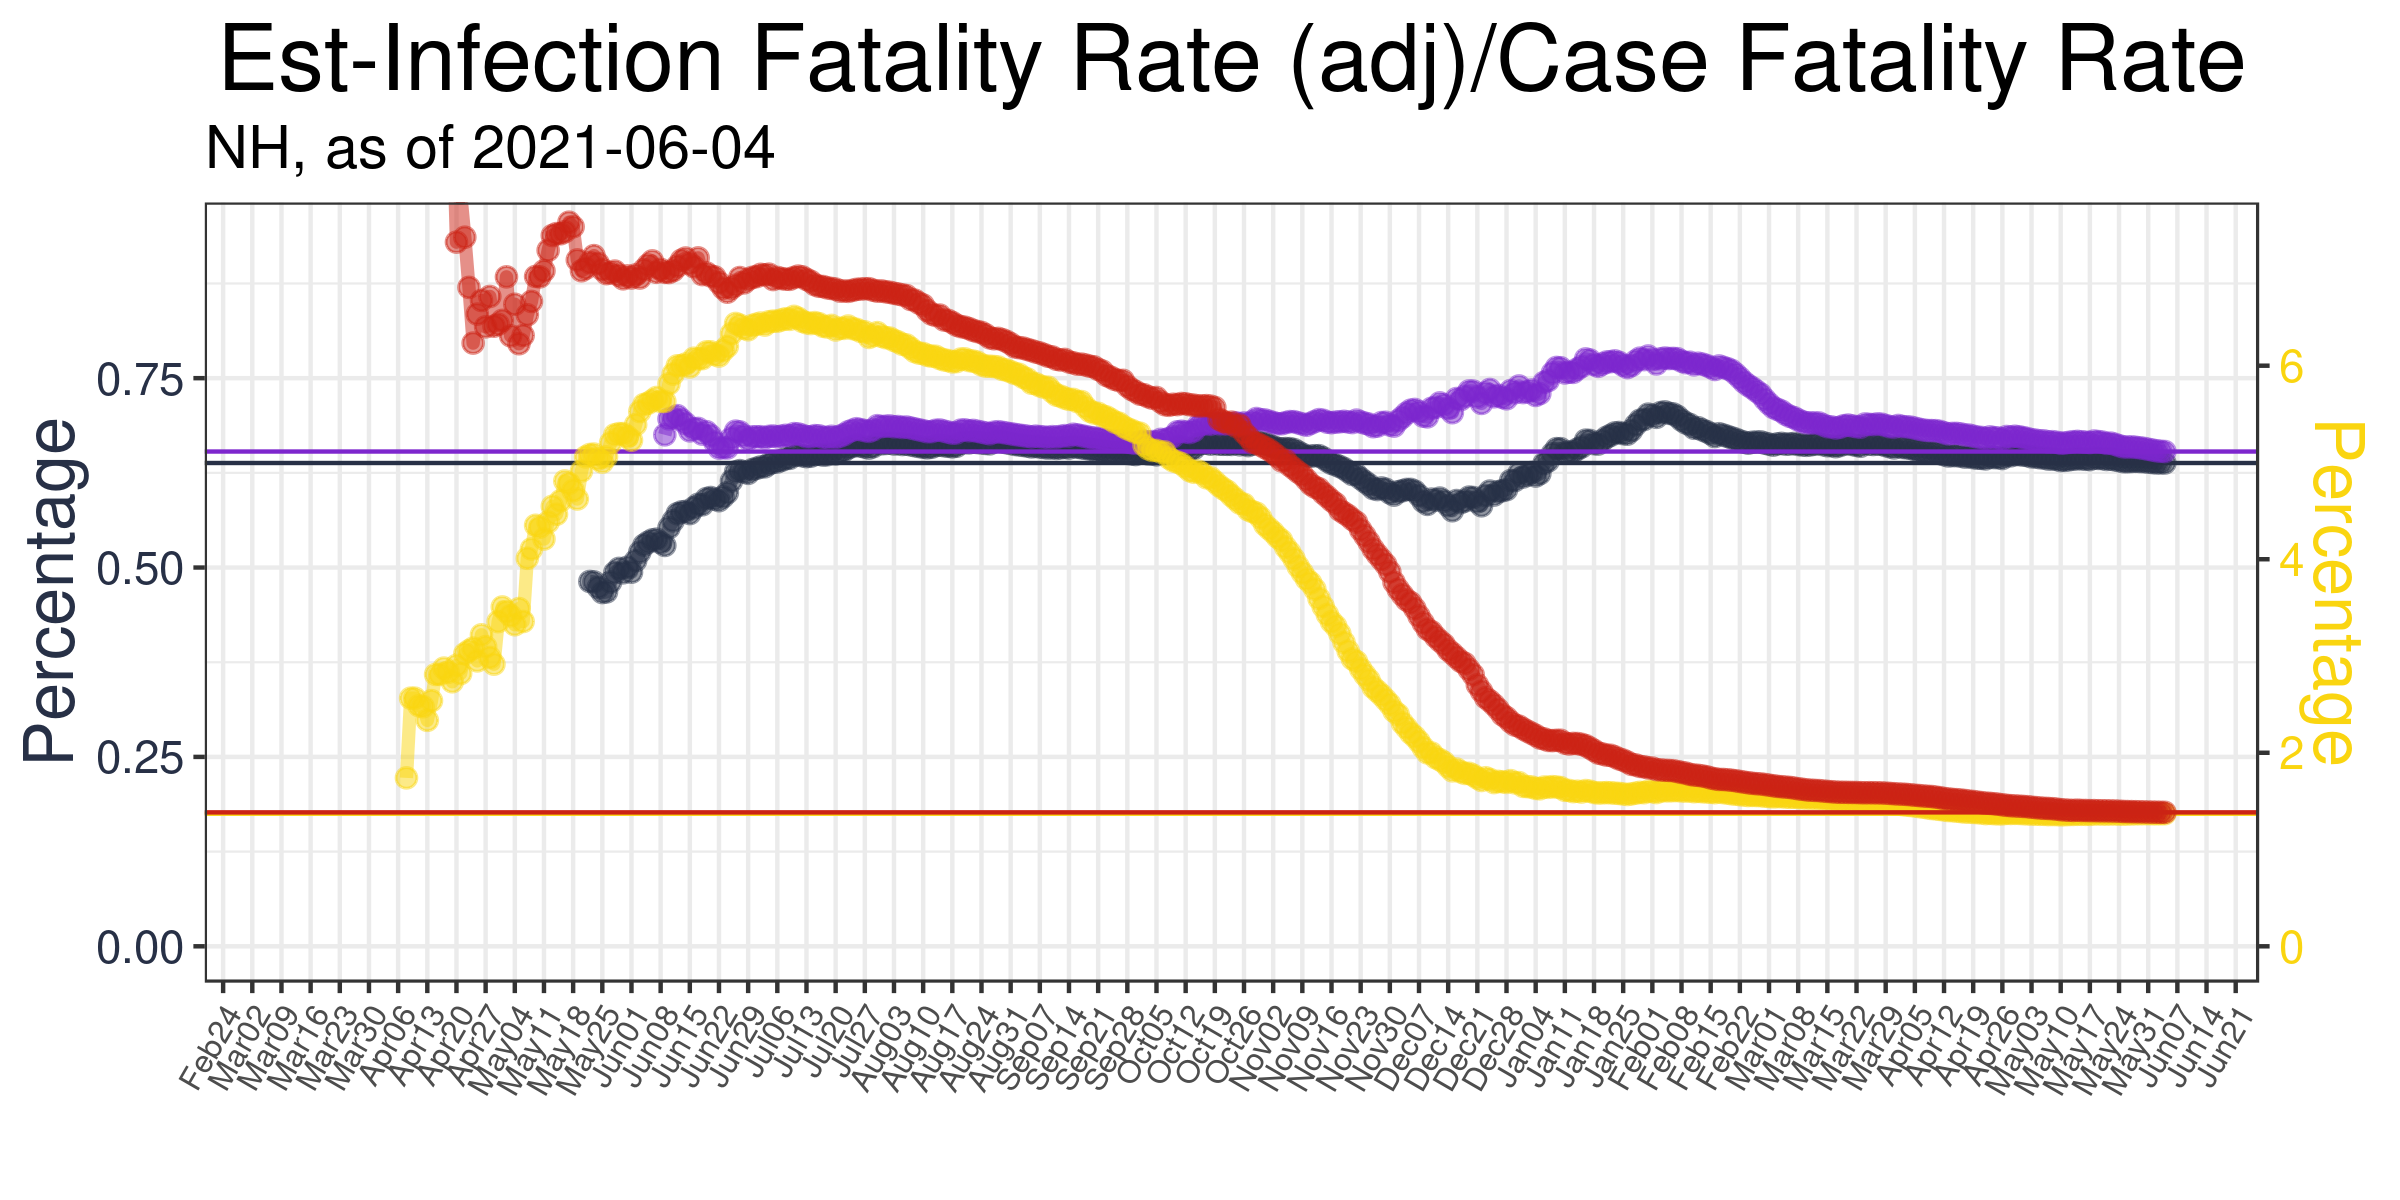 Est-Infection Fatality Rate (adj)/Case Fatality Rate
NH, as of 2021-06-04
Percentage
0.75
0.50
0.25
0.00
6
4
2
0
Percentage
Feb24
Mar02
Mar09
Mar16
Mar23
Mar30
Apr06
Apr13
Apr20
Apr27
May04
May11
May18
May25
Jun01
Jun08
Jun15
Jun22
Jun29
Jul06
Jul13
Jul20
Jul27
Aug03
Aug10
Aug17
Aug24
Aug31
Sep07
Sep14
Sep21
Sep28
Oct05
Oct12
Oct19
Oct26
Nov02
Nov09
Nov16
Nov23
Nov30
Dec07
Dec14
Dec21
Dec28
Jan04
Jan11
Jan18
Jan25
Feb01
Feb08
Feb15
Feb22
Mar01
Mar08
Mar15
Mar22
Mar29
Apr05
Apr12
Apr19
Apr26
May03
May10
May17
May24
May31
Jun07
Jun14
Jun21